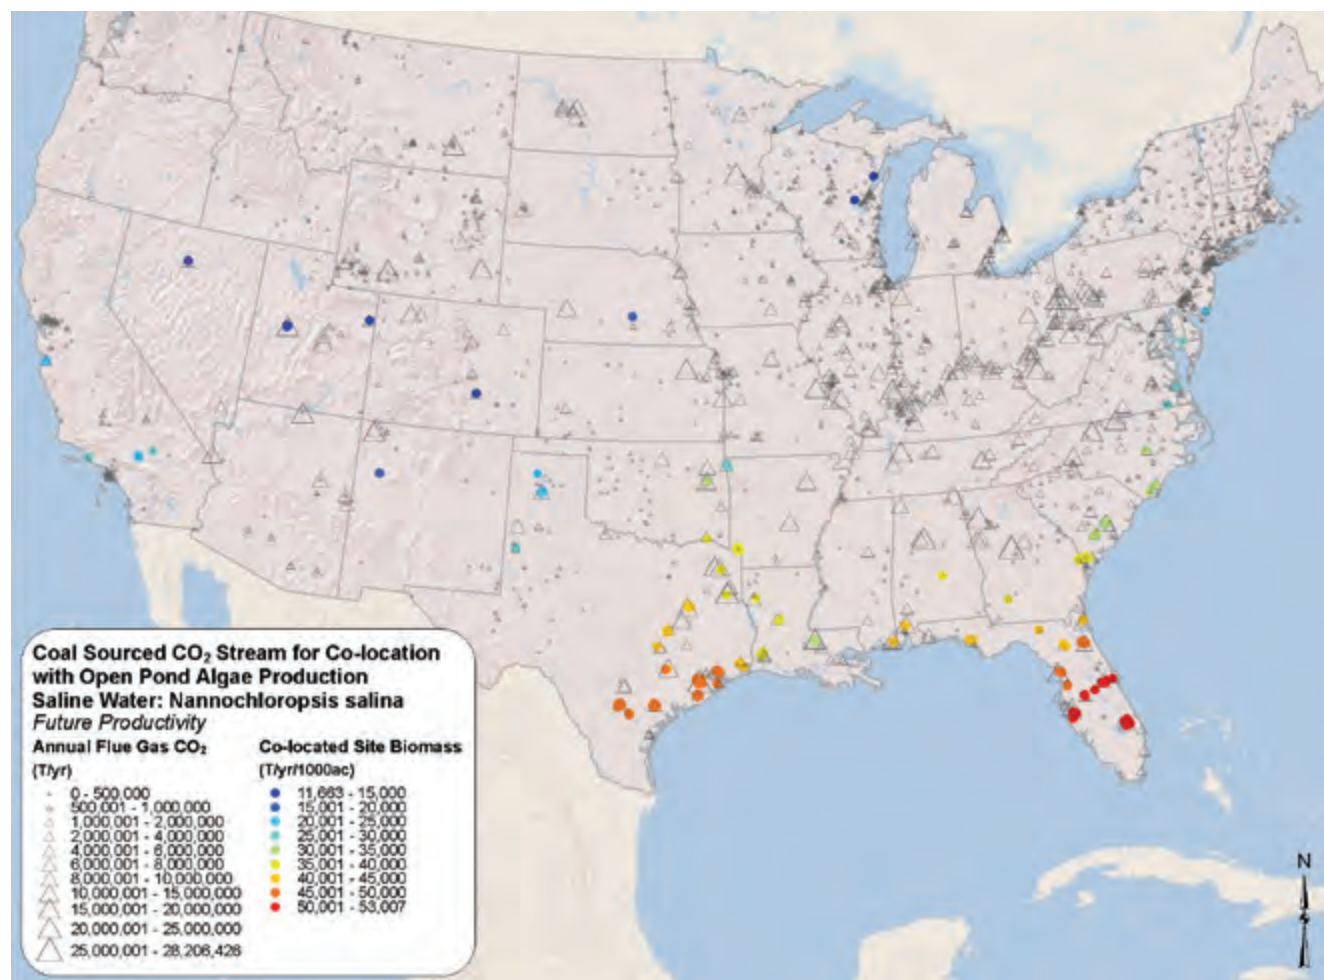 Coal Sourced CO₂ Stream for Co-location
with Open Pond Algae Production
Saline Water: Nannochloropsis salina
Future Productivity
Annual Flue Gas CO₂
(T/yr)
0 - 500,000
500,001 - 1,000,000
1,000,001 - 2,000,000
2,000,001 - 4,000,000
4,000,001 - 6,000,000
6,000,001 - 8,000,000
8,000,001 - 10,000,000
10,000,001 - 15,000,000
15,000,001 - 20,000,000
20,000,001 - 25,000,000
25,000,001 - 28,206,426
Co-located Site Biomass
(T/yr/1000ac)
11,663 - 15,000
15,001 - 20,000
20,001 - 25,000
25,001 - 30,000
30,001 - 35,000
35,001 - 40,000
40,001 - 45,000
45,001 - 50,000
50,001 - 53,007
N
S